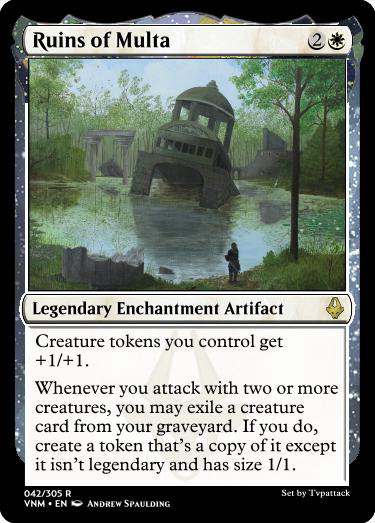 Ruins of Multa 2
Legendary Enchantment Artifact
Creature tokens you control get
+1/+1.
Whenever you attack with two or more
creatures, you may exile a creature
card from your graveyard. If you do,
create a token that's a copy of it except
it isn't legendary and has size 1/1.
042/305 R
VNM • EN Andrew Spaulding
Set by Tvpattack